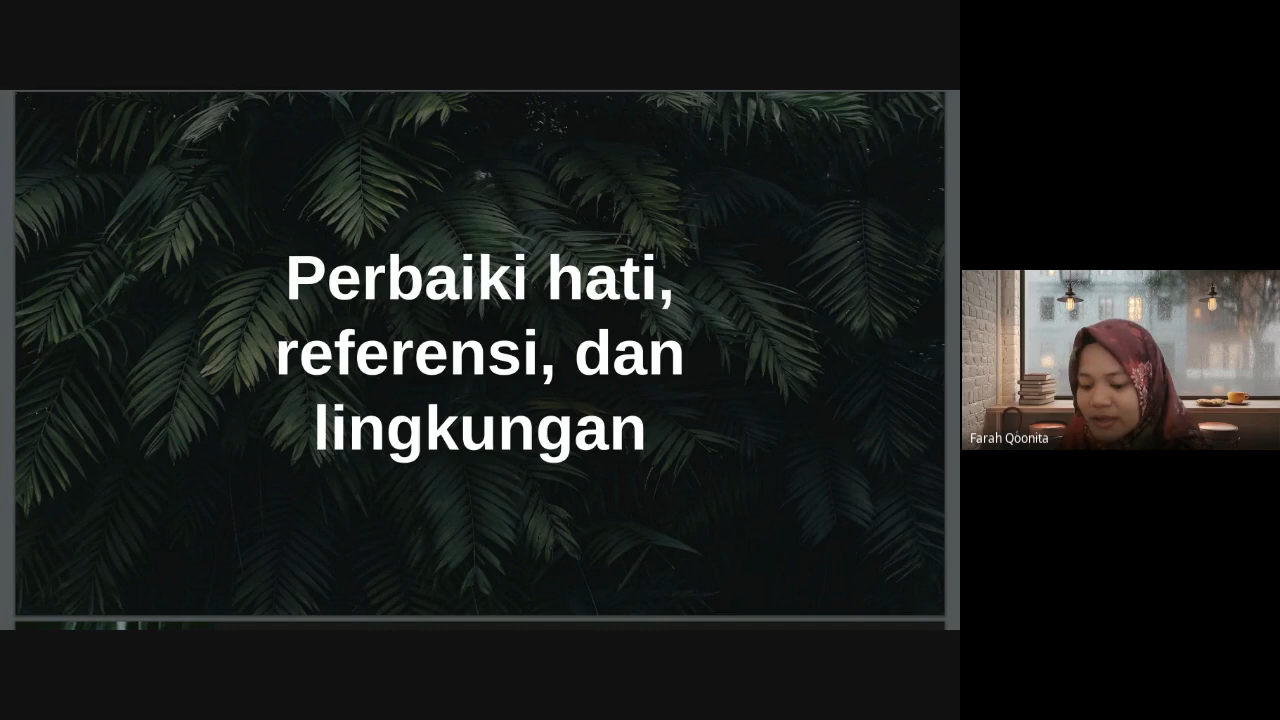 Perbaiki hati,
referensi, dan
lingkungan
Farah Qoonita